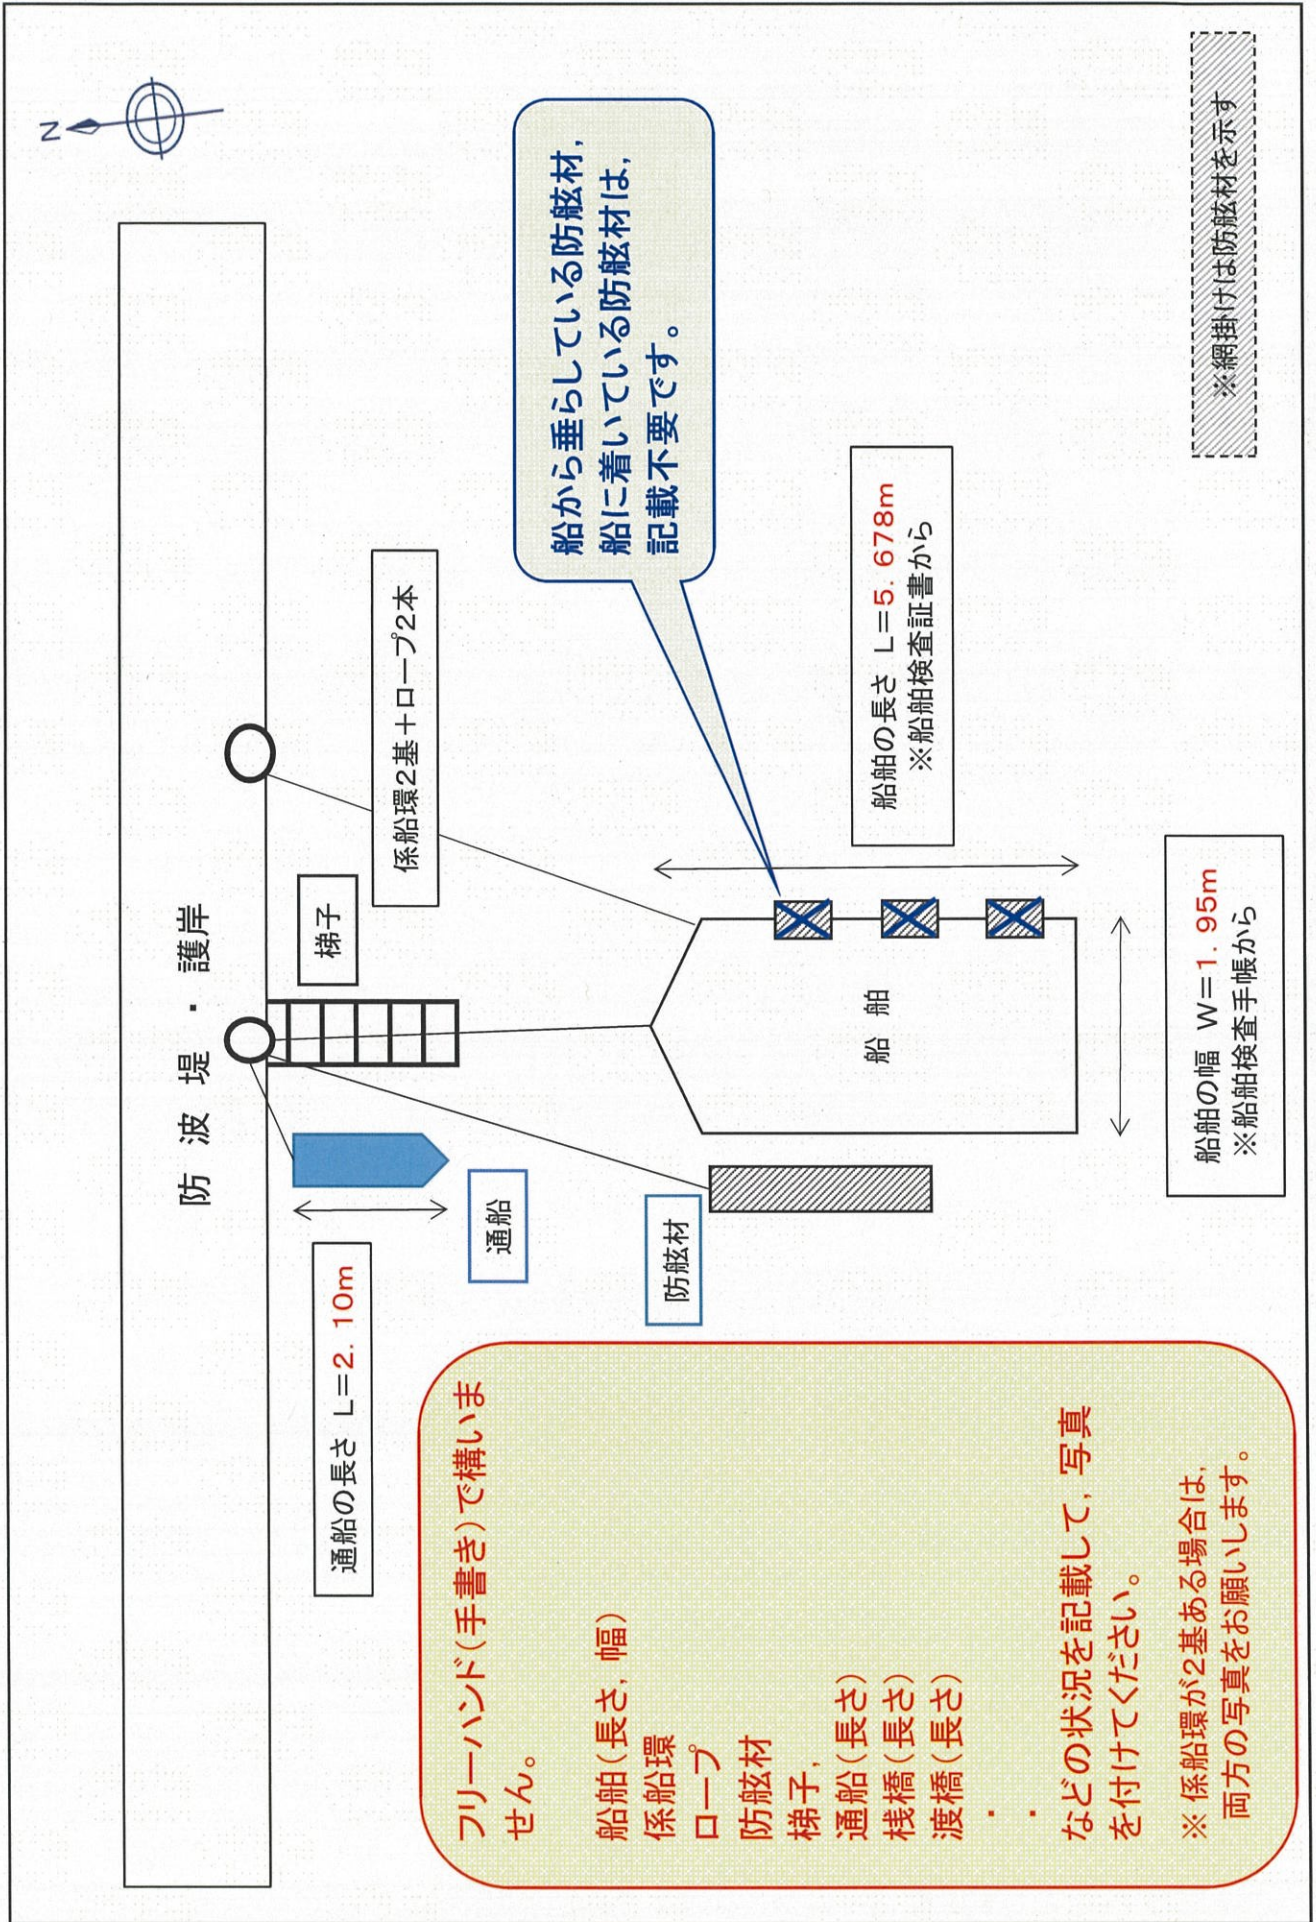 N
防 波 堤 ・ 護岸
梯子
係船環2基＋ロープ2本
船から垂らしている防舷材，
船に着いている防舷材は，
記載不要です。
通船の長さ L＝2．10m
通船
防舷材
船 舶
船舶の長さ L＝5．678m
※船舶検査証書から
船舶の幅 W＝1．95m
※船舶検査手帳から
※網掛けは防舷材を示す
フリーハンド（手書き）で構いま
せん。
船舶（長さ，幅）
係船環
ロープ
防舷材
梯子，
通船（長さ）
桟橋（長さ）
渡橋（長さ）
・
・
などの状況を記載して，写真
を付けてください。
※ 係船環が2基ある場合は，
両方の写真をお願いします。